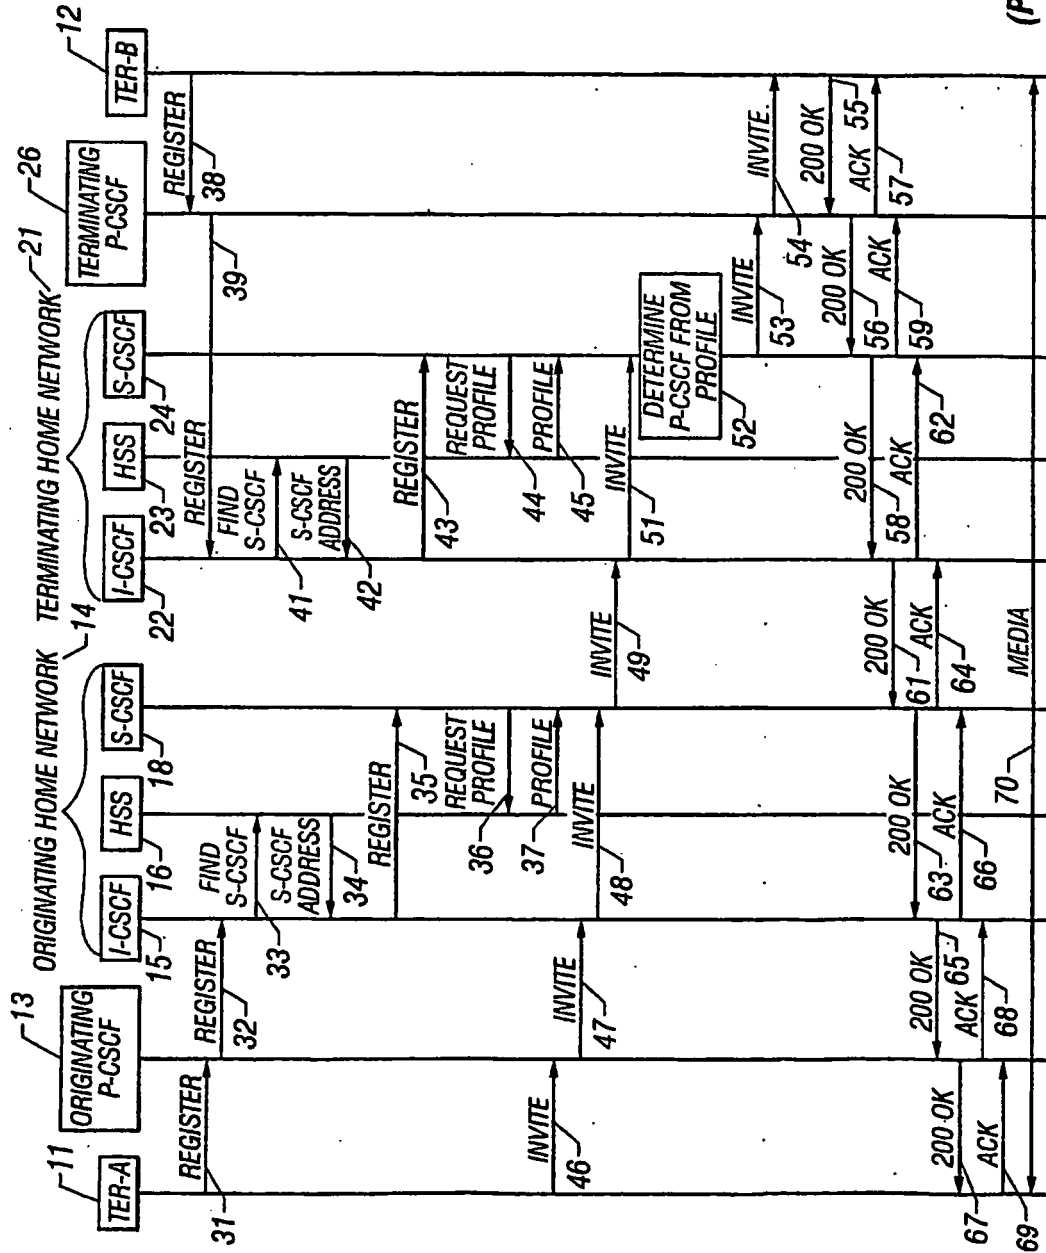 ORIGINATING HOME NETWORK
14
TERMINATING HOME NETWORK
21
11
TER-A
13
ORIGINATING
P-CSCF
I-CSCF
15
HSS
16
S-CSCF
18
I-CSCF
22
HSS
23
S-CSCF
24
26
TERMINATING
P-CSCF
12
TER-B
REGISTER
38
REGISTER
31
REGISTER
39
REGISTER
32
FIND
S-CSCF
33
FIND
S-CSCF
41
S-CSCF
ADDRESS
34
S-CSCF
ADDRESS
42
REGISTER
35
REGISTER
43
REQUEST
PROFILE
36
REQUEST
PROFILE
44
PROFILE
37
PROFILE
45
INVITE
46
INVITE
47
INVITE
48
INVITE
49
INVITE
51
DETERMINE
P-CSCF FROM
PROFILE
52
INVITE
53
INVITE.
54
200 OK
55
200 OK
56
ACK
57
200 OK
58
ACK
59
200 OK
61
ACK
62
200 OK
63
ACK
64
200 OK
65
ACK
66
200 OK
67
ACK
68
ACK
69
MEDIA
70